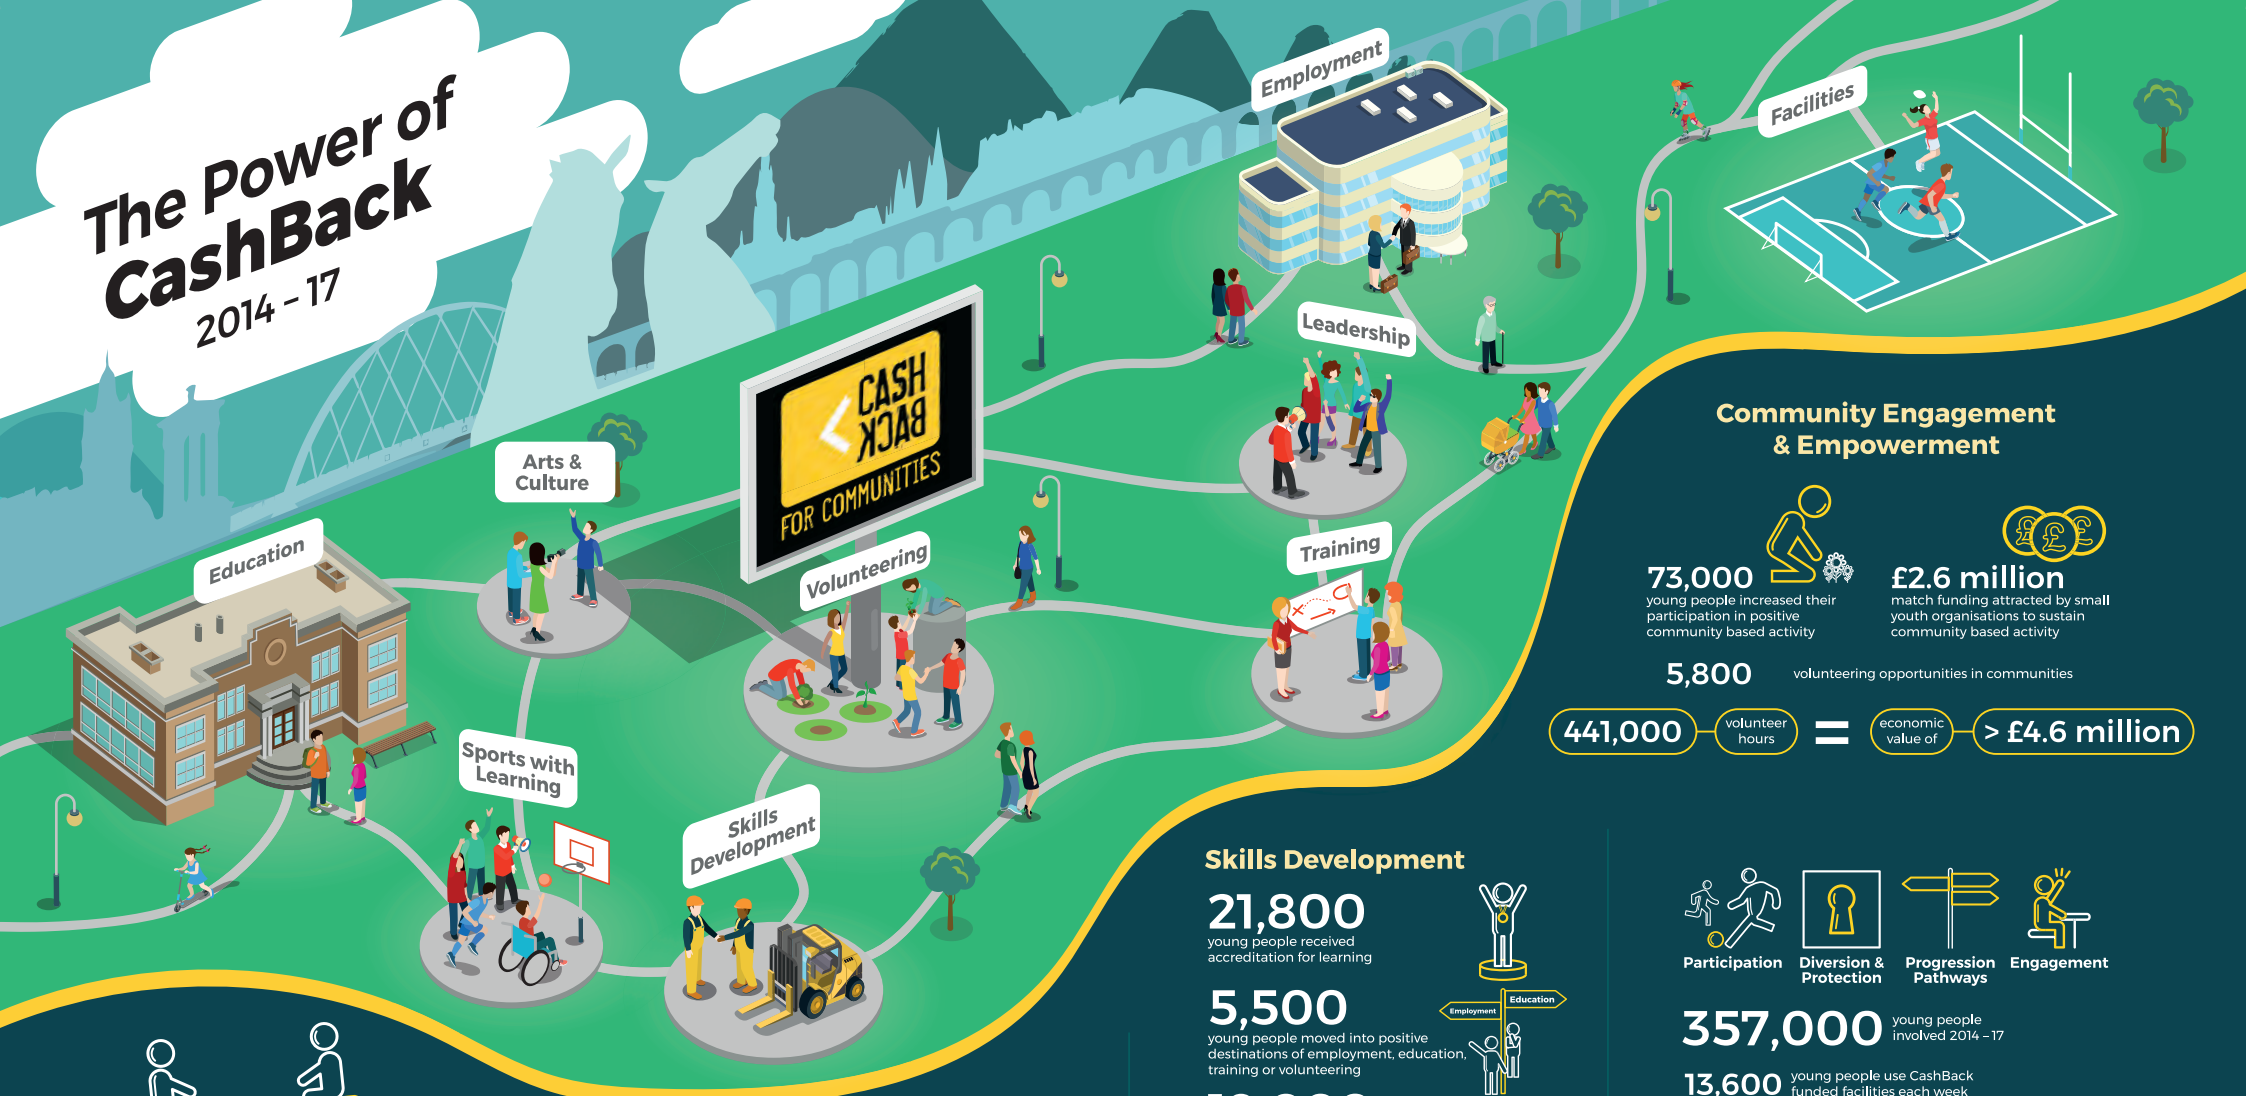 The Power of
CashBack
2014 – 17
Employment
Facilities
Leadership
Arts &
Culture
CASH
BACK
FOR COMMUNITIES
Education
Volunteering
Training
Sports with
Learning
Skills
Development
Community Engagement
& Empowerment
73,000
young people increased their
participation in positive
community based activity
£2.6 million
match funding attracted by small
youth organisations to sustain
community based activity
5,800
volunteering opportunities in communities
441,000
volunteer
hours
=
economic
value of
> £4.6 million
Skills Development
21,800
young people received
accreditation for learning
5,500
young people moved into positive
destinations of employment, education,
training or volunteering
Education
Employment
Participation
Diversion &
Protection
Progression
Pathways
Engagement
357,000
young people
involved 2014 – 17
13,600
young people use CashBack
funded facilities each week